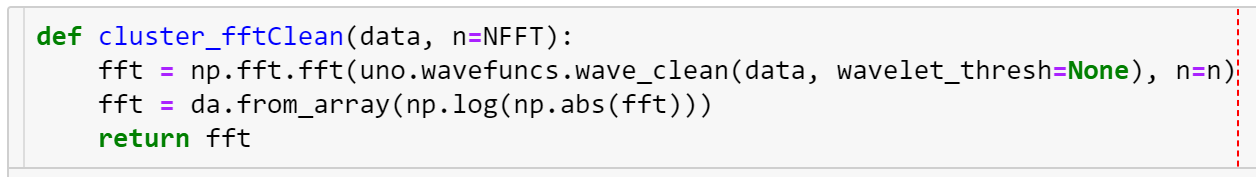 def cluster_fftClean(data, n=NFFT):
    fft = np.fft.fft(uno.wavefuncs.wave_clean(data, wavelet_thresh=None), n=n)
    fft = da.from_array(np.log(np.abs(fft)))
    return fft